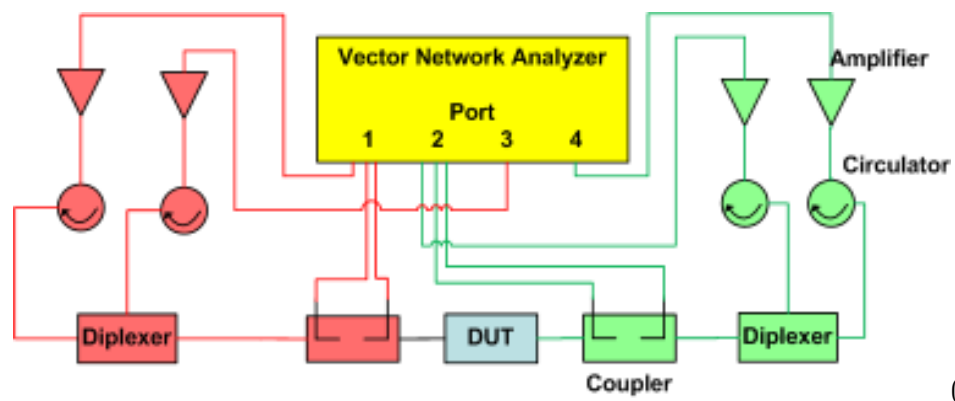 Vector Network Analyzer
Amplifier
Port
1 2 3 4
Circulator
Diplexer
DUT
Diplexer
Coupler